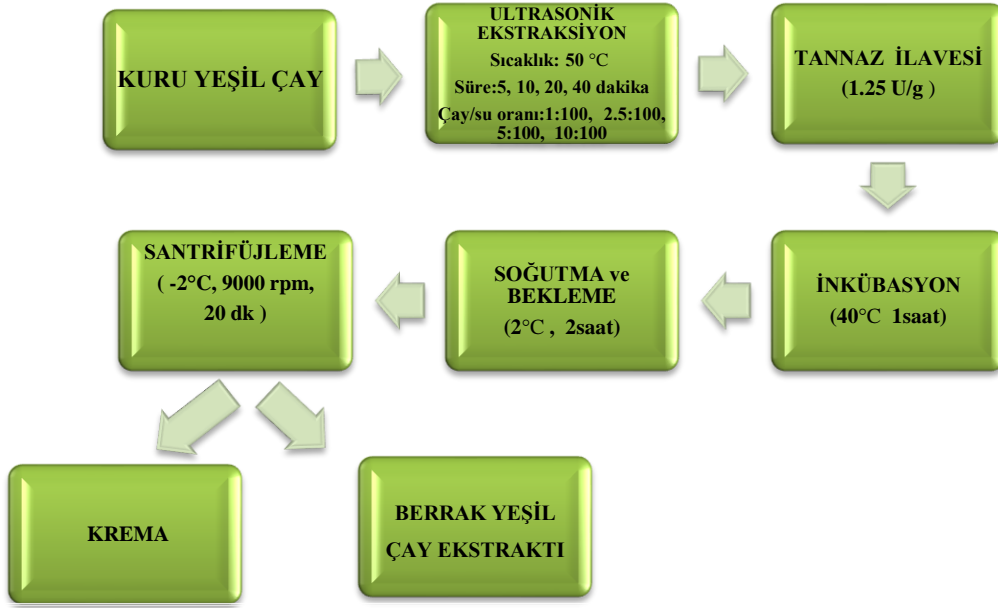 KURU YEŞİL ÇAY
ULTRASONİK
EKSTRAKSİYON
Sıcaklık: 50 °C
Süre:5, 10, 20, 40 dakika
Çay/su oranı:1:100, 2.5:100,
5:100, 10:100
TANNAZ İLAVESİ
(1.25 U/g )
İNKÜBASYON
(40°C 1saat)
SOĞUTMA ve
BEKLEME
(2°C , 2saat)
SANTRİFÜJLEME
( -2°C, 9000 rpm,
20 dk )
KREMA
BERRAK YEŞİL
ÇAY EKSTRAKTI